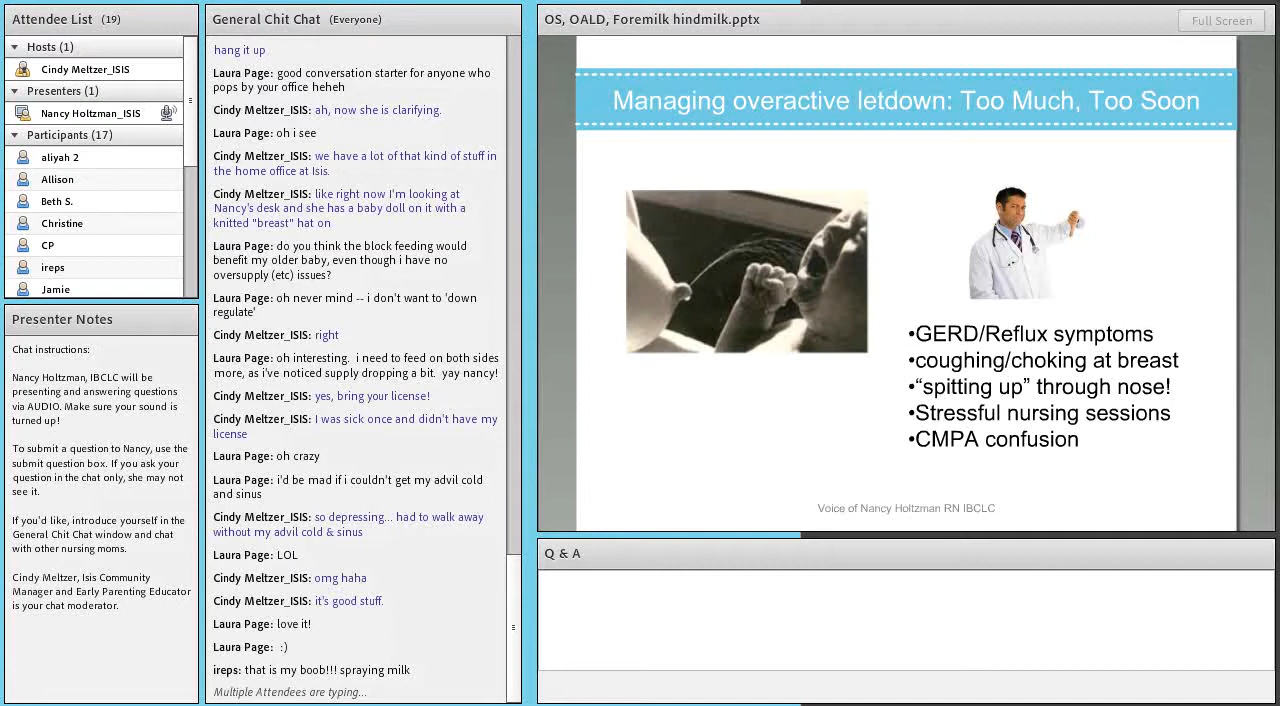 Attendee List (19)
Hosts (1)
Cindy Meltzer_ISIS
Presenters (1)
Nancy Holtzman_ISIS
Participants (17)
aliyah 2
Allison
Beth S.
Christine
CP
ireps
Jamie
Presenter Notes
Chat instructions:
Nancy Holtzman, IBCLC will be
presenting and answering questions
via AUDIO. Make sure your sound is
turned up!
To submit a question to Nancy, use the
submit question box. If you ask your
question in the chat only, she may not
see it.
If you'd like, introduce yourself in the
General Chit Chat window and chat
with other nursing moms.
Cindy Meltzer, Isis Community
Manager and Early Parenting Educator
is your chat moderator.
General Chit Chat (Everyone)
hang it up
Laura Page: good conversation starter for anyone who
pops by your office heheh
Cindy Meltzer_ISIS: ah, now she is clarifying.
Laura Page: oh i see
Cindy Meltzer_ISIS: we have a lot of that kind of stuff in
the home office at Isis.
Cindy Meltzer_ISIS: like right now I'm looking at
Nancy's desk and she has a baby doll on it with a
knitted "breast" hat on
Laura Page: do you think the block feeding would
benefit my older baby, even though i have no
oversupply (etc) issues?
Laura Page: oh never mind -- i don't want to 'down
regulate'
Cindy Meltzer_ISIS: right
Laura Page: oh interesting.  i need to feed on both sides
more, as i've noticed supply dropping a bit.  yay nancy!
Cindy Meltzer_ISIS: yes, bring your license!
Cindy Meltzer_ISIS: I was sick once and didn't have my
license
Laura Page: oh crazy
Laura Page: i'd be mad if i couldn't get my advil cold
and sinus
Cindy Meltzer_ISIS: so depressing... had to walk away
without my advil cold & sinus
Laura Page: LOL
Cindy Meltzer_ISIS: omg haha
Cindy Meltzer_ISIS: it's good stuff.
Laura Page: love it!
Laura Page:  :)
ireps: that is my boob!!! spraying milk
Multiple Attendees are typing...
OS, OALD, Foremilk hindmilk.pptx
Full Screen
Managing overactive letdown: Too Much, Too Soon
•GERD/Reflux symptoms
•coughing/choking at breast
•“spitting up” through nose!
•Stressful nursing sessions
•CMPA confusion
Voice of Nancy Holtzman RN IBCLC
Q & A